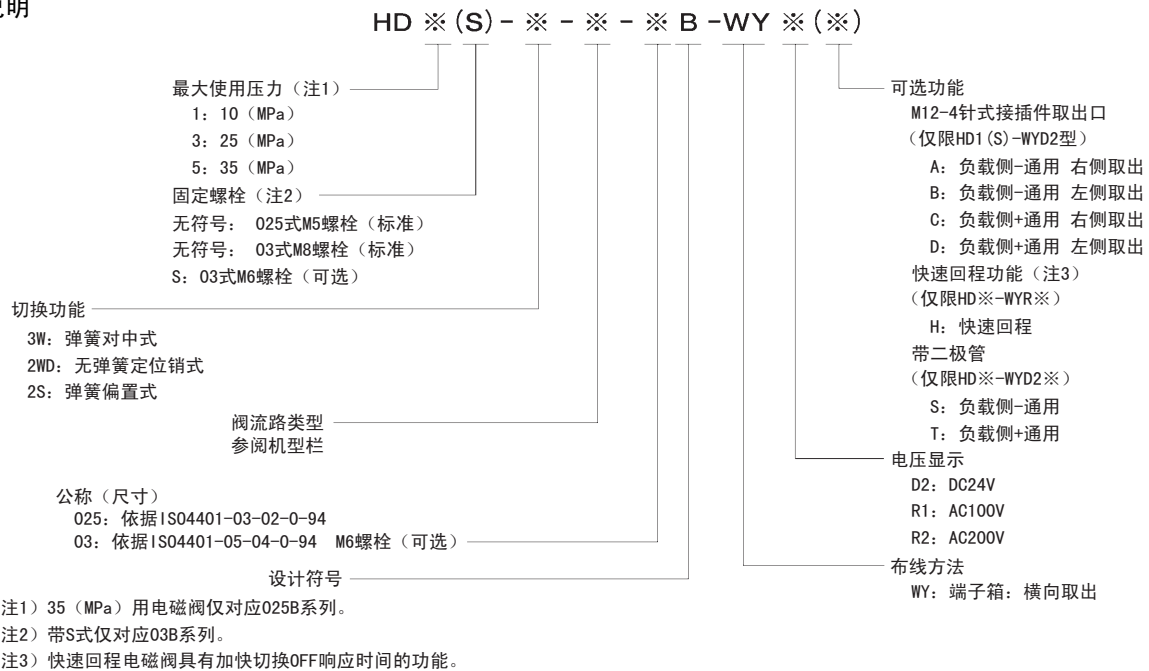 说明
HD ※(S)-※-※-※B-WY※(※)
最大使用压力（注1）
1: 10（MPa）
3: 25（MPa）
5: 35（MPa）
固定螺栓（注2）
无符号: 025式M5螺栓（标准）
无符号: 03式M8螺栓（标准）
S: 03式M6螺栓（可选）
切换功能
3W: 弹簧对中式
2WD: 无弹簧定位销式
2S: 弹簧偏置式
阀流路类型
参阅机型栏
公称（尺寸）
025: 依据ISO4401-03-02-0-94
03: 依据ISO4401-05-04-0-94 M6螺栓（可选）
设计符号
可选功能
M12-4针式接插件取出口
（仅限HD1(S)-WYD2型）
A: 负载侧-通用 右侧取出
B: 负载侧-通用 左侧取出
C: 负载侧+通用 右侧取出
D: 负载侧+通用 左侧取出
快速回程功能（注3）
（仅限HD※-WYR※）
H: 快速回程
带二极管
（仅限HD※-WYD2※）
S: 负载侧-通用
T: 负载侧+通用
电压显示
D2: DC24V
R1: AC100V
R2: AC200V
布线方法
WY: 端子箱: 横向取出
注1）35（MPa）用电磁阀仅对应025B系列。
注2）带S式仅对应03B系列。
注3）快速回程电磁阀具有加快切换OFF响应时间的功能。